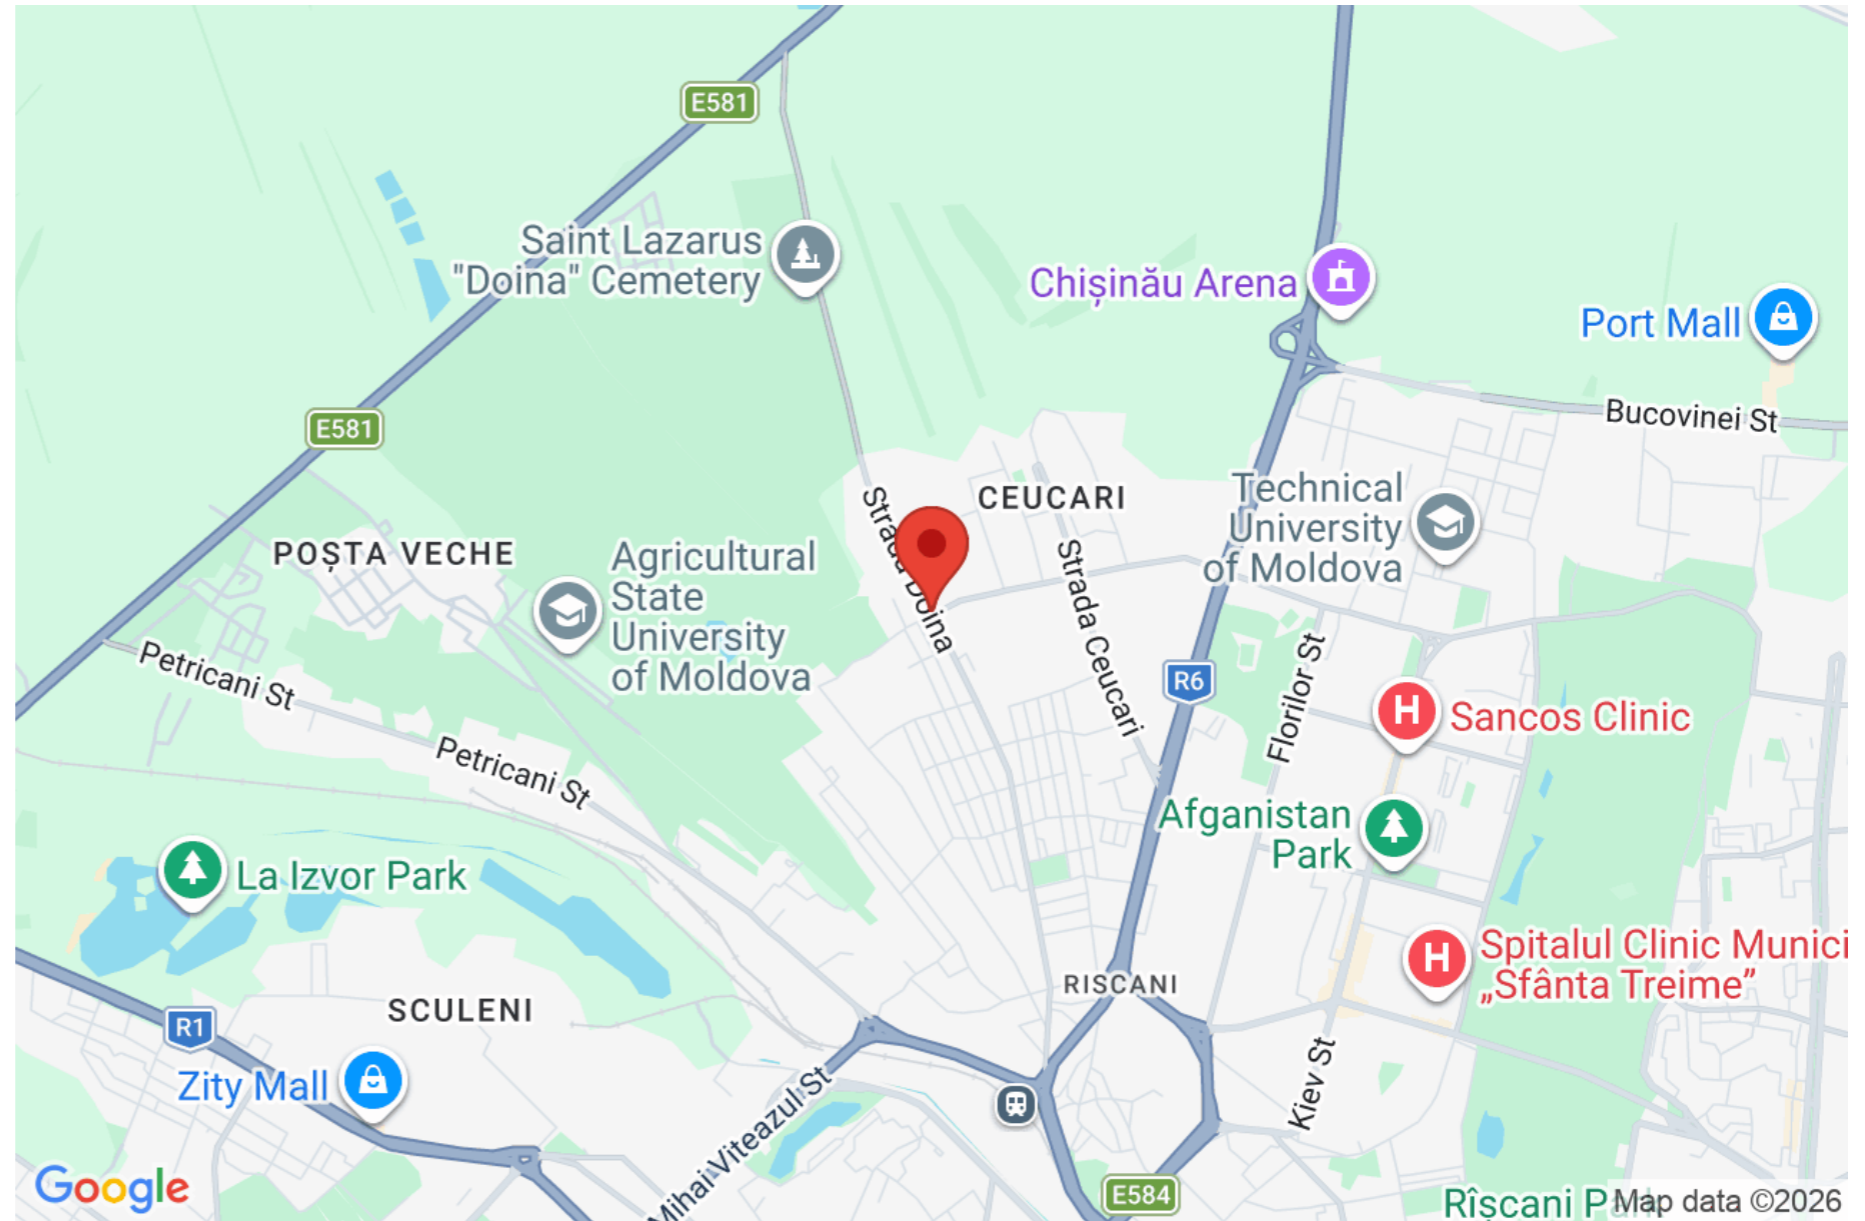 E581
Saint Lazarus
"Doina" Cemetery
Chișinău Arena
Port Mall
E581
Bucovinei St
CEUCARI
Technical
University
of Moldova
Strada Doina
POȘTA VECHE
Agricultural
State
University
of Moldova
Strada Ceucari
Petricani St
R6
Florilor St
H
Sancos Clinic
Petricani St
Afganistan
Park
La Izvor Park
H
Spitalul Clinic Munici
„Sfânta Treime”
RISCANI
SCULENI
R1
Zity Mall
Kiev St
Mihai Viteazul St
Google
E584
Rîșcani Park
Map data ©2026